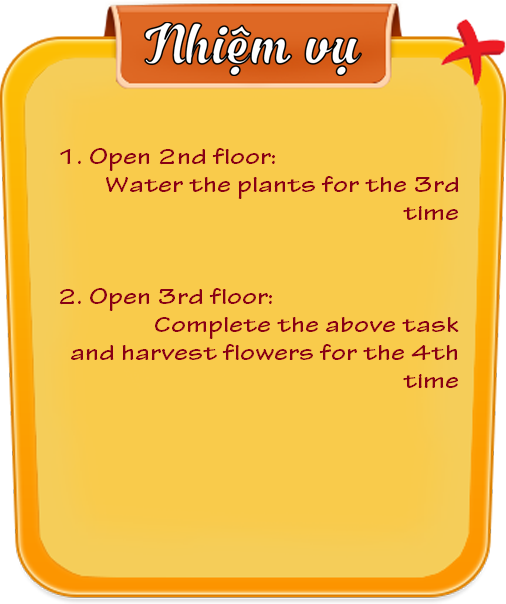 Nhiệm vụ
1. Open 2nd floor:
Water the plants for the 3rd
time
2. Open 3rd floor:
Complete the above task
and harvest flowers for the 4th
time